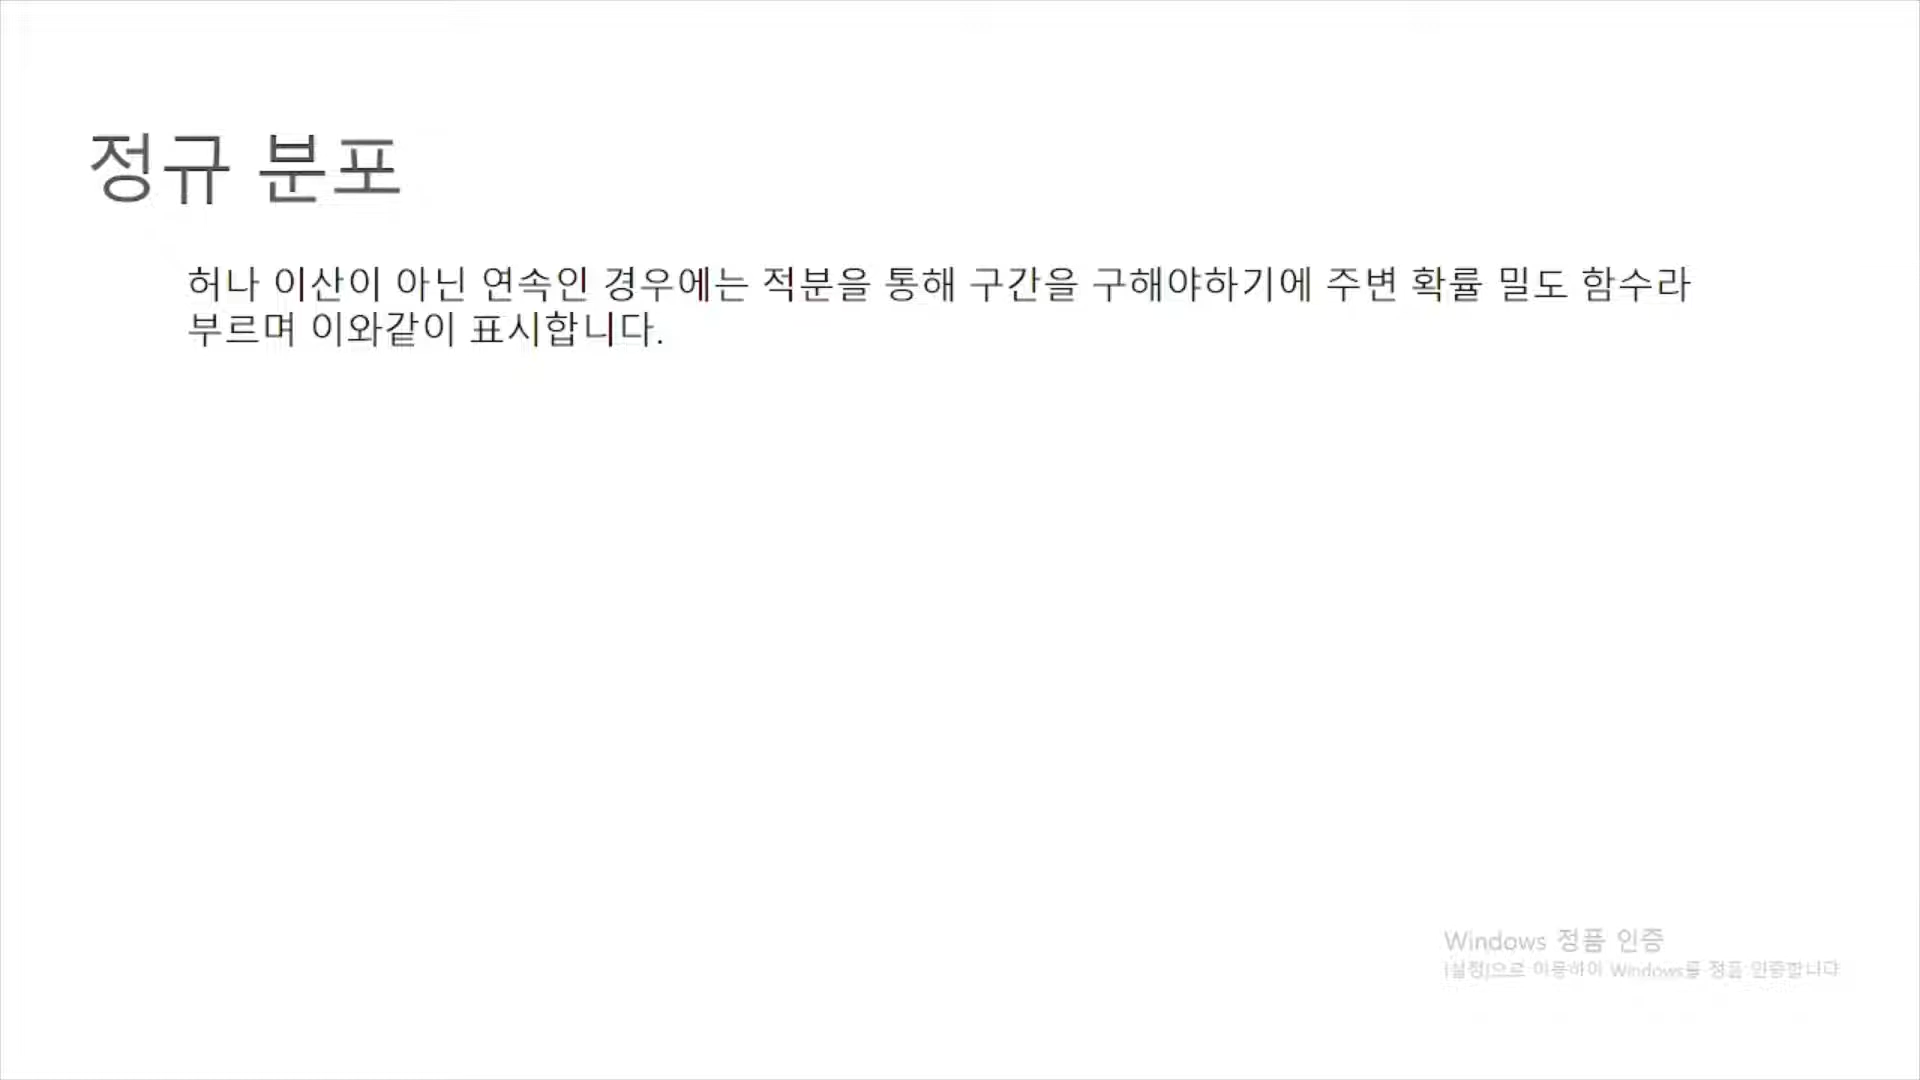 정규 분포
허나 이산이 아닌 연속인 경우에는 적분을 통해 구간을 구해야하기에 주변 확률 밀도 함수라
부르며 이와같이 표시합니다.
Windows 정품 인증
[설정]으로 이동하여 Windows를 정품 인증합니다